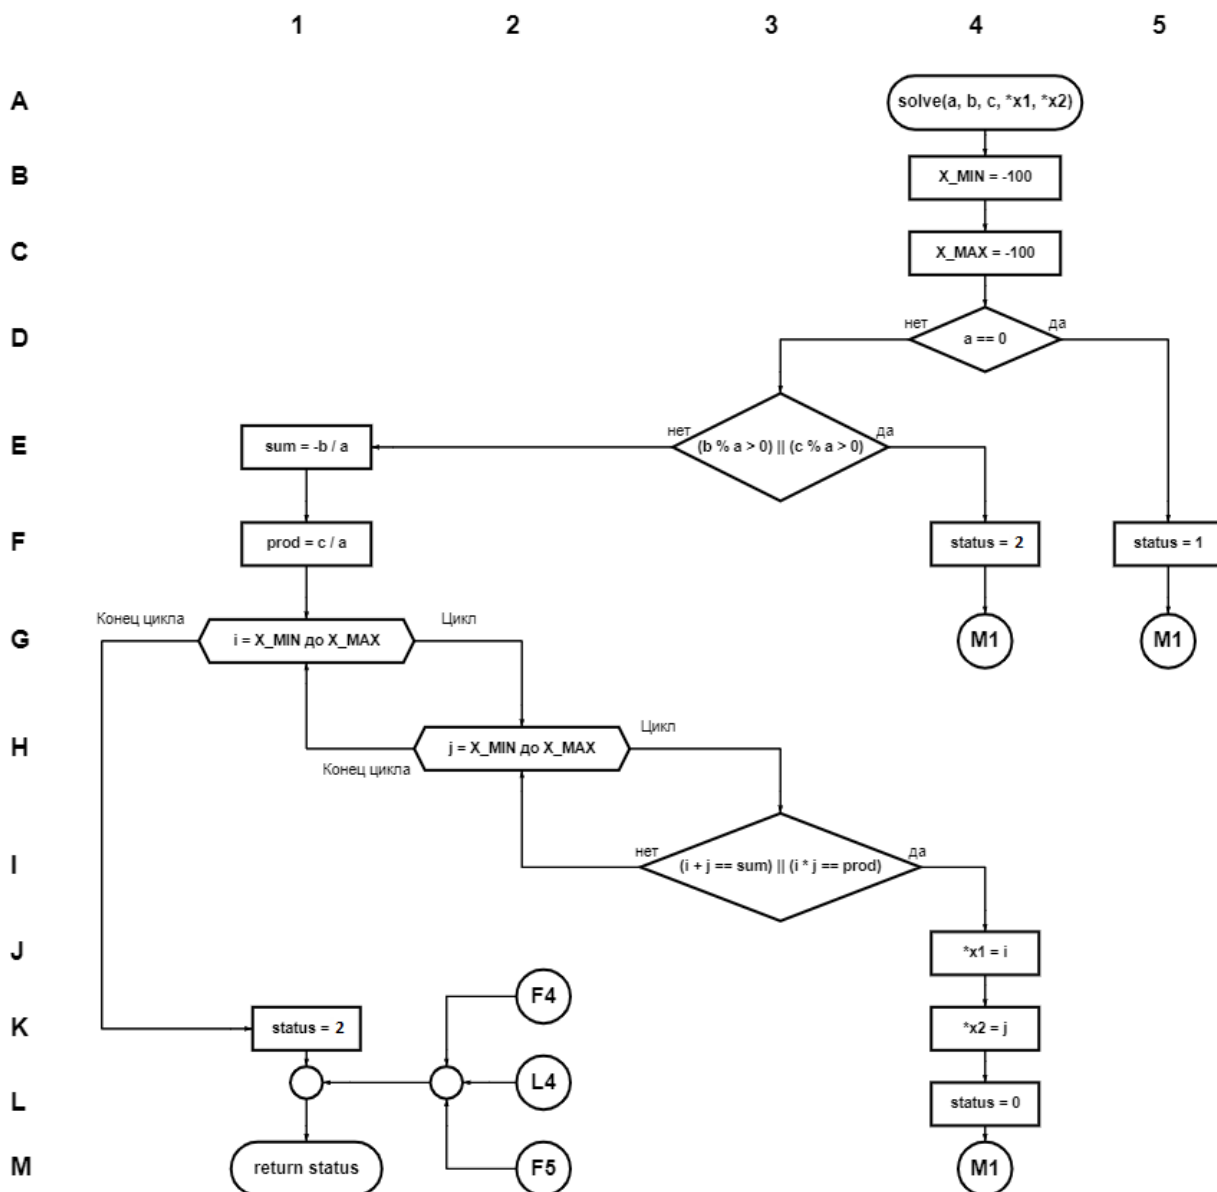 1 2 3 4 5
A
solve(a, b, c, *x1, *x2)
B
X_MIN = -100
C
X_MAX = -100
D
нет
a == 0
да
E
sum = -b / a
нет
(b % a > 0) || (c % a > 0)
да
F
prod = c / a
status = 2
status = 1
Конец цикла
Цикл
G
i = X_MIN до X_MAX
M1
M1
H
j = X_MIN до X_MAX
Цикл
Конец цикла
I
нет
(i + j == sum) || (i * j == prod)
да
J
*x1 = i
F4
K
status = 2
*x2 = j
L4
L
status = 0
M
return status
F5
M1